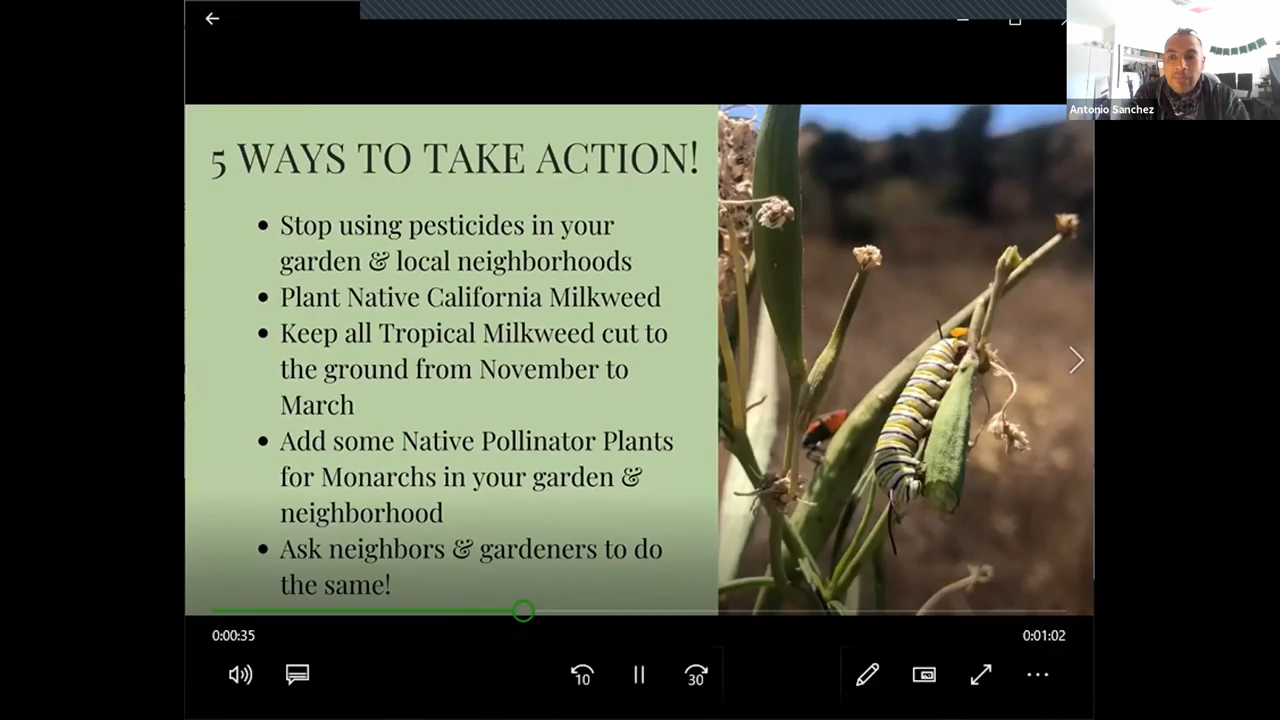 Antonio Sanchez
5 WAYS TO TAKE ACTION!
• Stop using pesticides in your
garden & local neighborhoods
• Plant Native California Milkweed
• Keep all Tropical Milkweed cut to
the ground from November to
March
• Add some Native Pollinator Plants
for Monarchs in your garden &
neighborhood
• Ask neighbors & gardeners to do
the same!
0:00:35
0:01:02
10
30